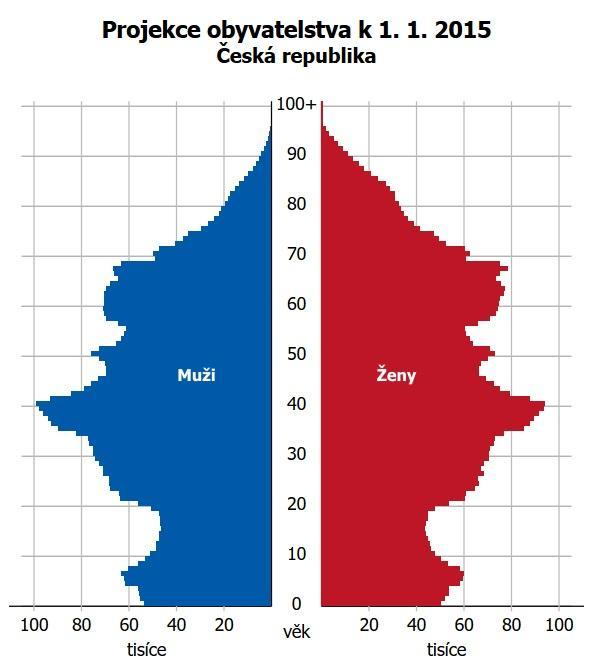 Projekce obyvatelstva k 1. 1. 2015
Česká republika
100+
90
80
70
60
50
Muži
Ženy
40
30
20
10
0
100 80 60 40 20
věk
20 40 60 80 100
tisíce
tisíce